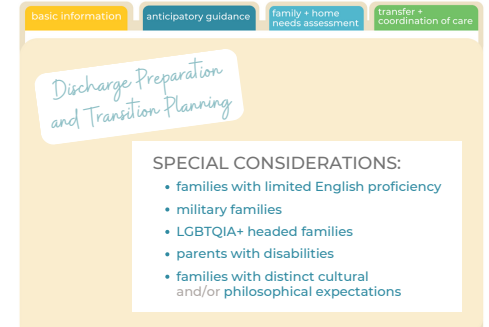 basic information
anticipatory guidance
family + home
needs assessment
transfer +
coordination of care
Discharge Preparation
and Transition Planning
SPECIAL CONSIDERATIONS:
• families with limited English proficiency
• military families
• LGBTQIA+ headed families
• parents with disabilities
• families with distinct cultural
and/or philosophical expectations